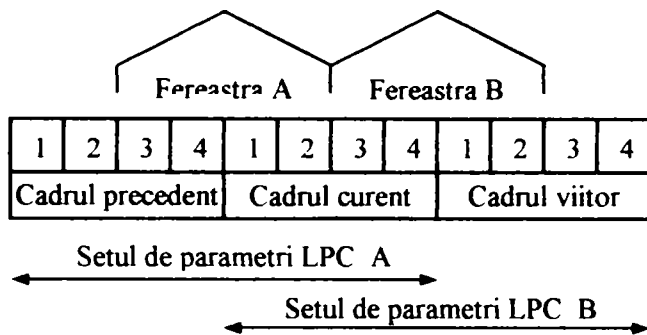 Fereastra A Fereastra B
1 2 3 4 1 2 3 4 1 2 3 4
Cadrul precedent Cadrul curent Cadrul viitor
Setul de parametri LPC A
Setul de parametri LPC B